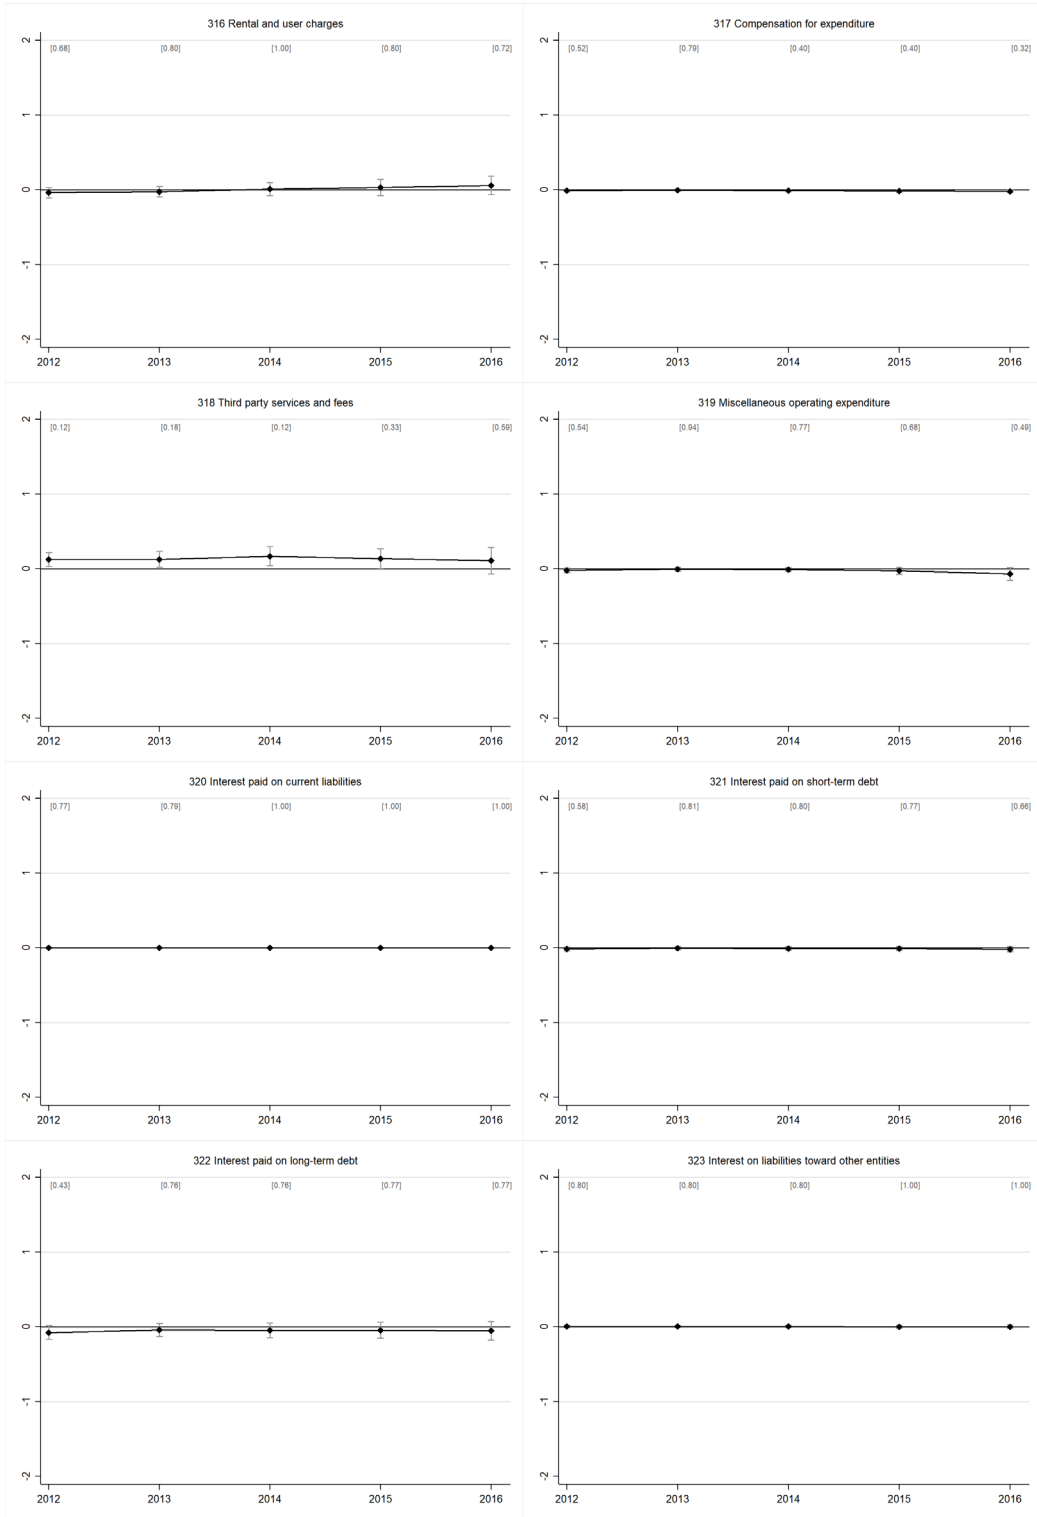 316 Rental and user charges
2
[0.68] [0.80] [1.00] [0.80] [0.72]
1
0
-1
-2
2012 2013 2014 2015 2016
317 Compensation for expenditure
2
[0.52] [0.79] [0.40] [0.40] [0.32]
1
0
-1
-2
2012 2013 2014 2015 2016
318 Third party services and fees
2
[0.12] [0.18] [0.12] [0.33] [0.59]
1
0
-1
-2
2012 2013 2014 2015 2016
319 Miscellaneous operating expenditure
2
[0.54] [0.94] [0.77] [0.68] [0.49]
1
0
-1
-2
2012 2013 2014 2015 2016
320 Interest paid on current liabilities
2
[0.77] [0.79] [1.00] [1.00] [1.00]
1
0
-1
-2
2012 2013 2014 2015 2016
321 Interest paid on short-term debt
2
[0.58] [0.81] [0.80] [0.77] [0.66]
1
0
-1
-2
2012 2013 2014 2015 2016
322 Interest paid on long-term debt
2
[0.43] [0.76] [0.76] [0.77] [0.77]
1
0
-1
-2
2012 2013 2014 2015 2016
323 Interest on liabilities toward other entities
2
[0.80] [0.80] [0.80] [1.00] [1.00]
1
0
-1
-2
2012 2013 2014 2015 2016